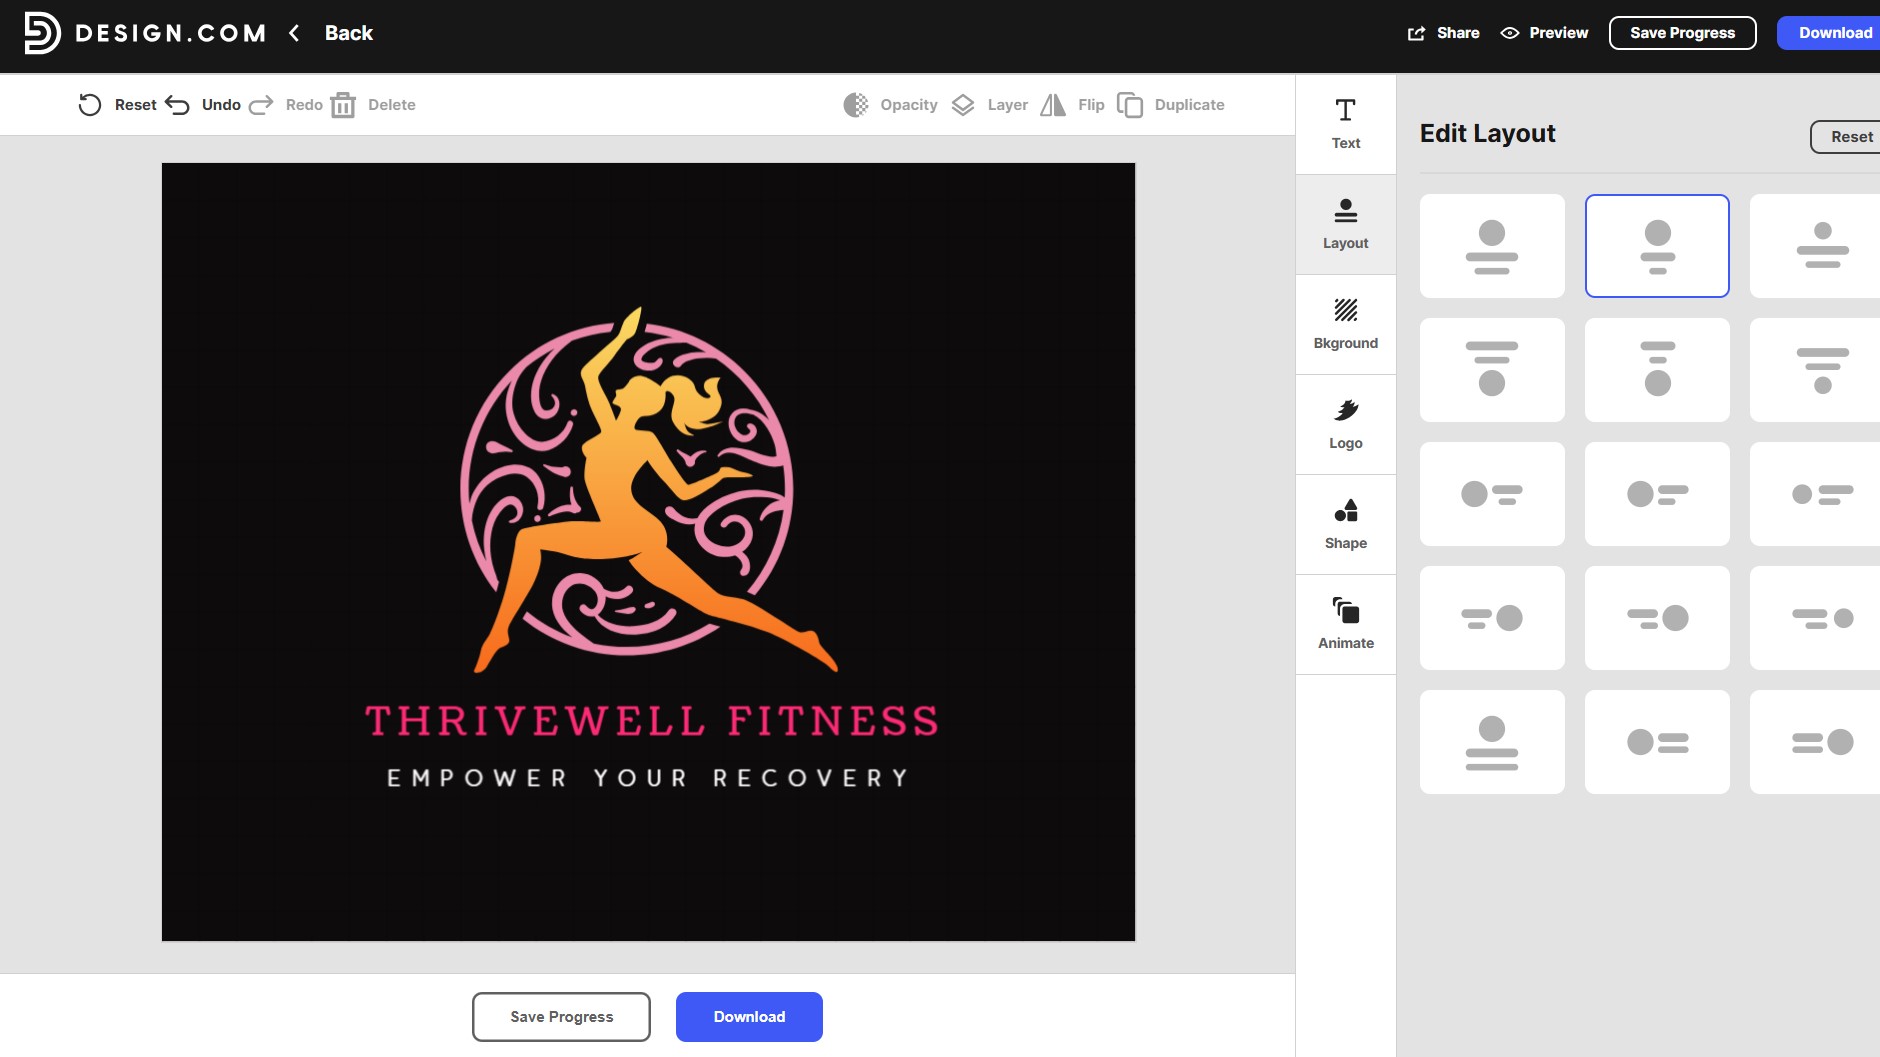 DESIGN.COM Back Share Preview Save Progress Download
Reset Undo Redo Delete Opacity Layer Flip Duplicate
THRIVEWELL FITNESS
EMPOWER YOUR RECOVERY
Save Progress Download
Text
Layout
Bkground
Logo
Shape
Animate
Edit Layout Reset